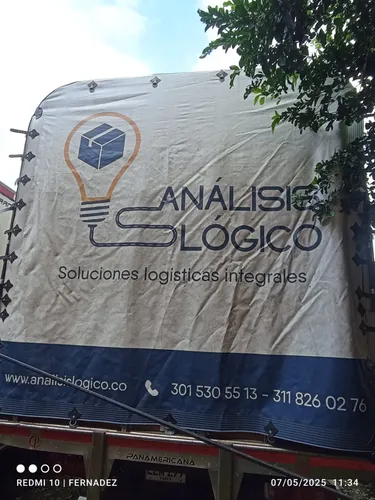 ANÁLISIS
LÓGICO
Soluciones logísticas integrales
www.analisislogico.co
301 530 55 13 - 311 826 02 76
PANAMERICANA
REDMI 10 | FERNADEZ
07/05/2025 11:34